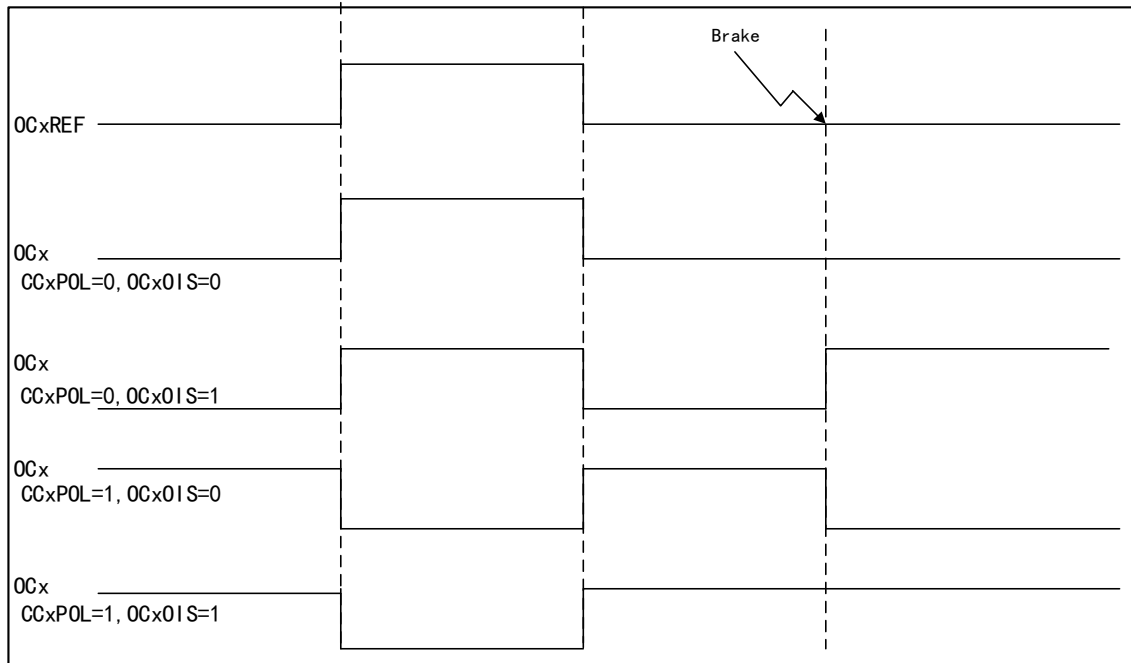 Brake
OCxREF
OCx
CCxPOL=0, OCxOIS=0
OCx
CCxPOL=0, OCxOIS=1
OCx
CCxPOL=1, OCxOIS=0
OCx
CCxPOL=1, OCxOIS=1